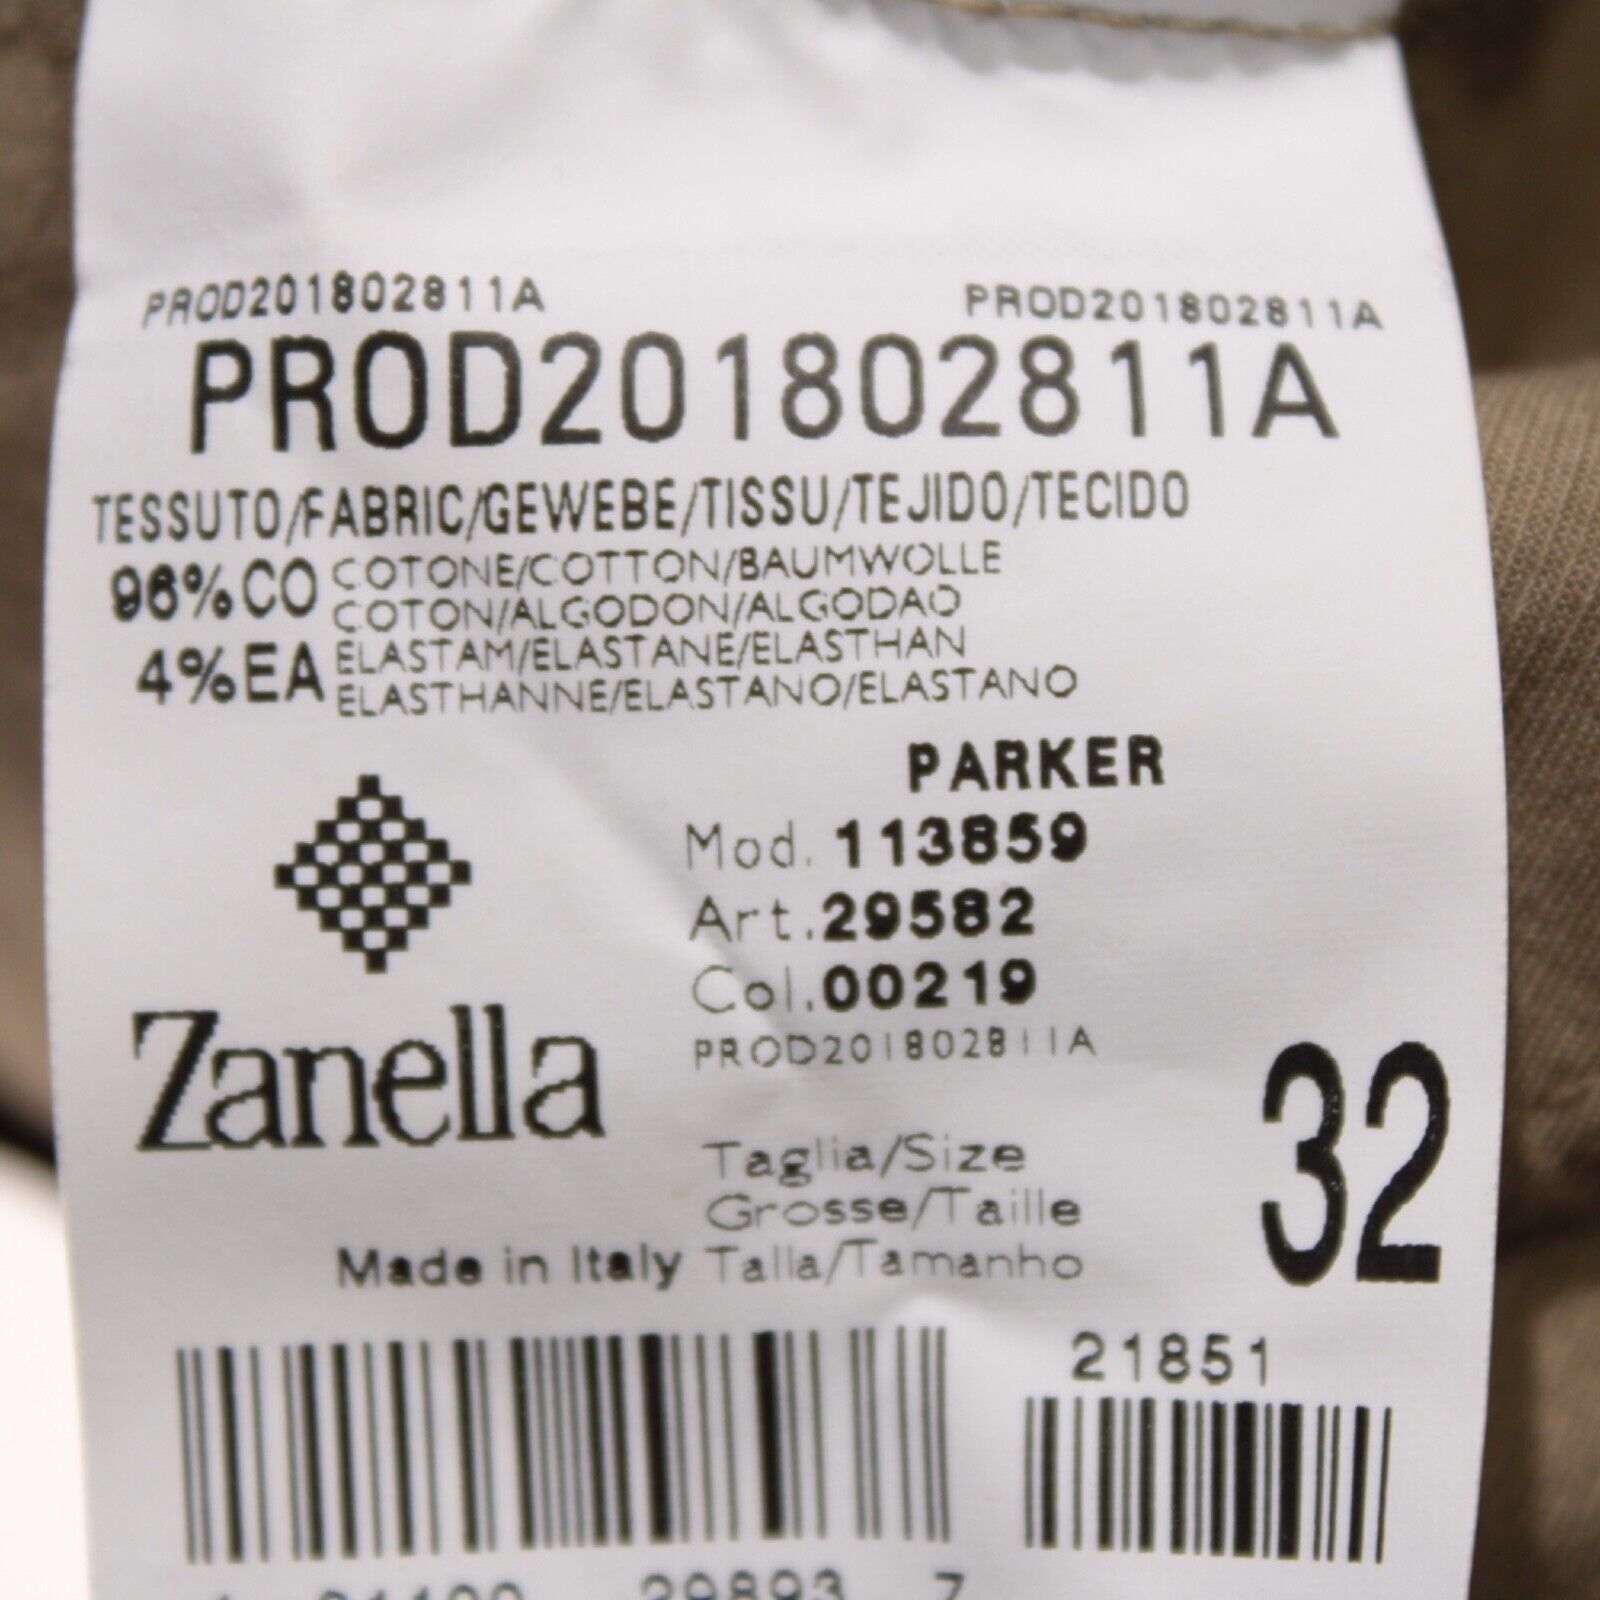 PROD201802811A PROD201802811A
PROD201802811A
TESSUTO/FABRIC/GEWEBE/TISSU/TEJIDO/TECIDO
96%CO COTONE/COTTON/BAUMWOLLE
COTON/ALGODON/ALGODAO
4%EA ELASTAM/ELASTANE/ELASTHAN
ELASTHANNE/ELASTANO/ELASTANO
PARKER
Mod. 113859
Art. 29582
Col. 00219
PROD201802811A
Zanella
Taglia/Size
Grosse/Taille
Made in Italy Talla/Tamanho
32
21851